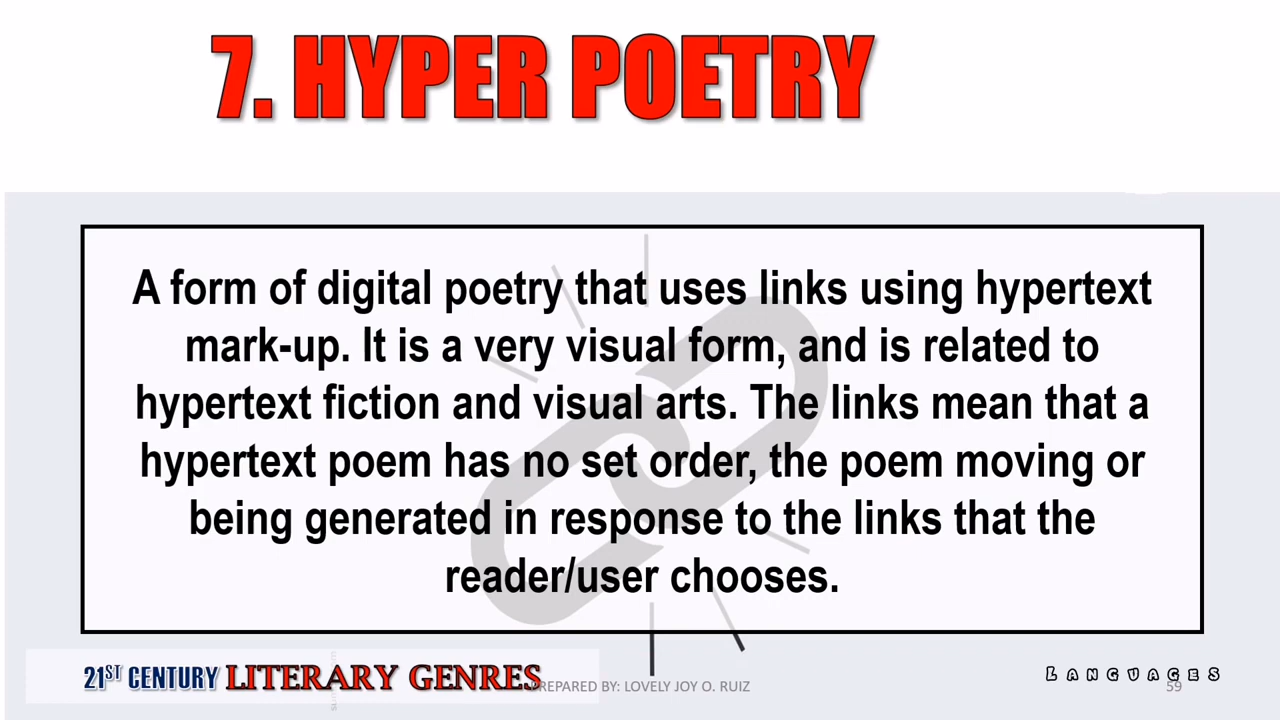 7. HYPER POETRY
A form of digital poetry that uses links using hypertext
mark-up. It is a very visual form, and is related to
hypertext fiction and visual arts. The links mean that a
hypertext poem has no set order, the poem moving or
being generated in response to the links that the
reader/user chooses.
21ST CENTURY LITERARY GENRES
PREPARED BY: LOVELY JOY O. RUIZ
LANGUAGES
59